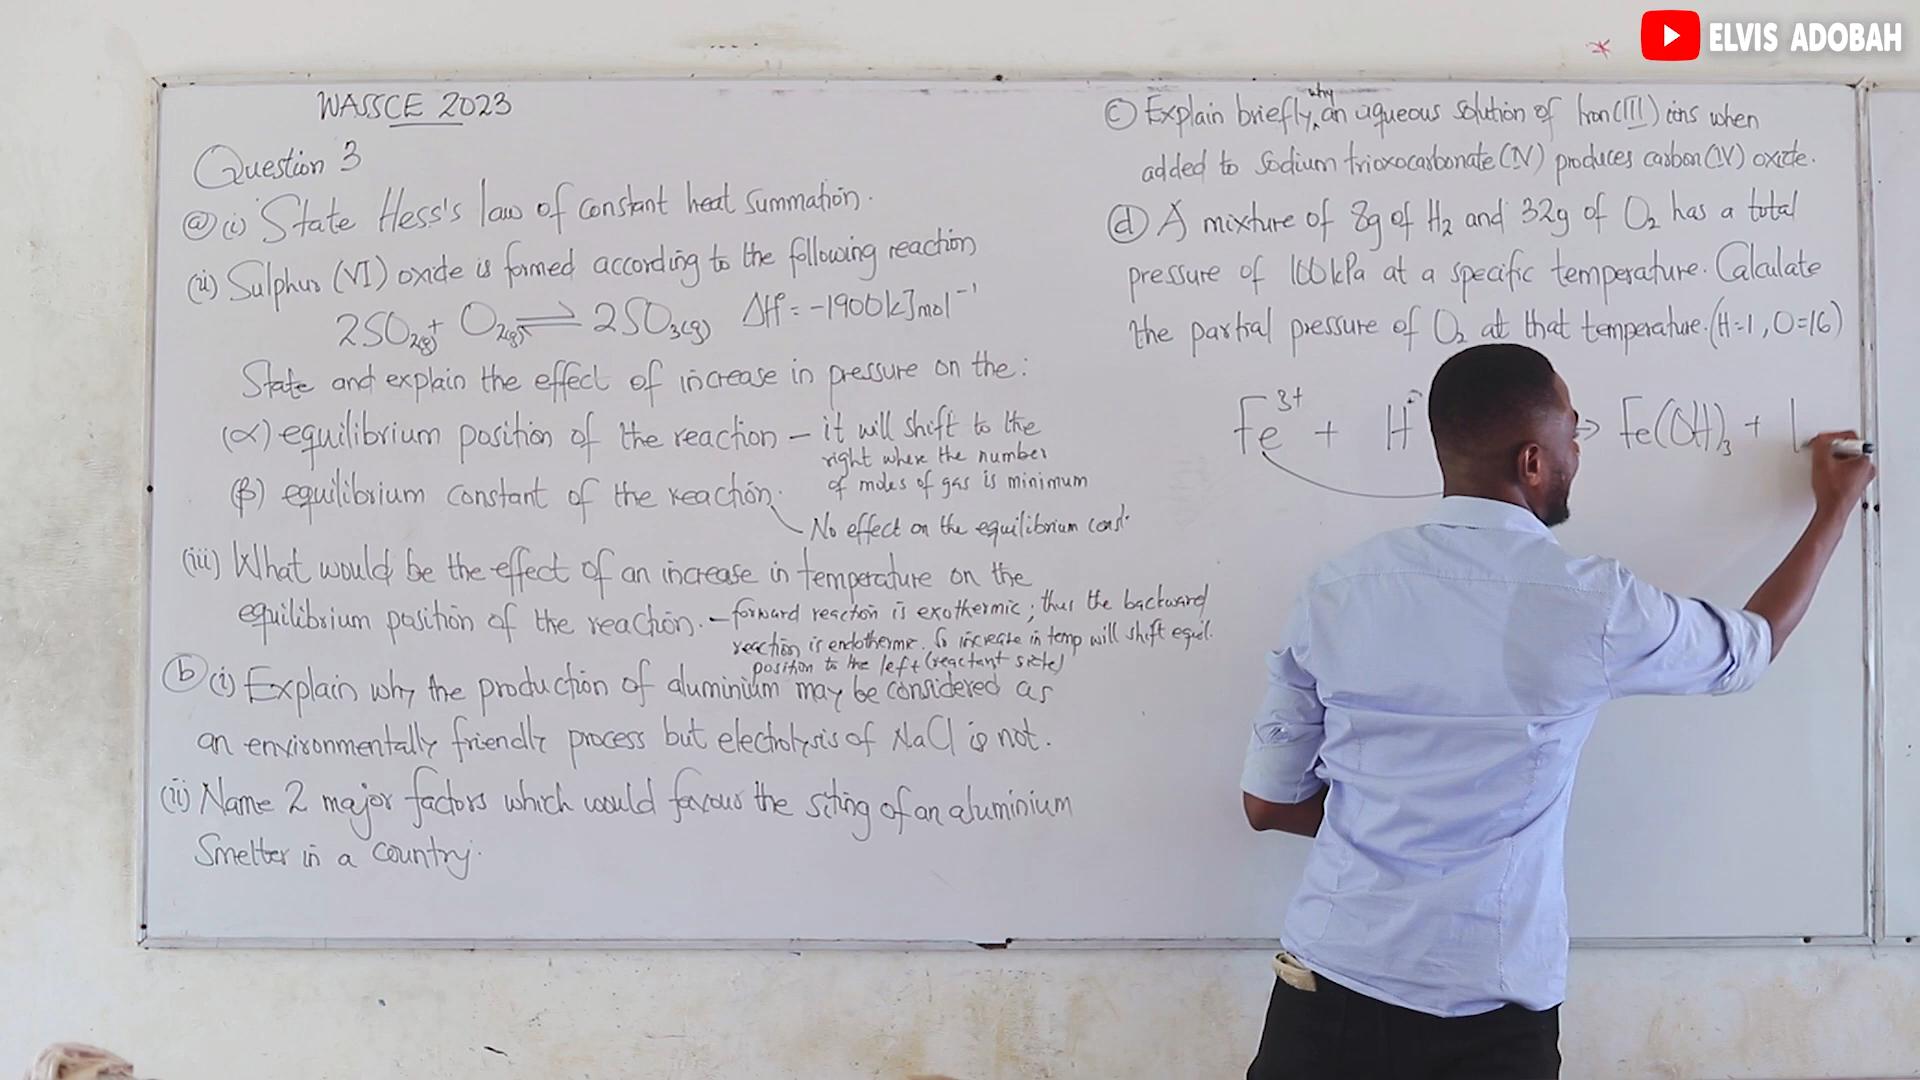 ELVIS ADOBAH
WASSCE 2023
Question 3
(a) (i) State Hess's law of constant heat summation.
(ii) Sulphur (VI) oxide is formed according to the following reaction
2SO2(g) + O2(g) ⇌ 2SO3(g) ΔH = -1900kJmol⁻¹
State and explain the effect of increase in pressure on the:
(α) equilibrium position of the reaction – it will shift to the
right where the number
of moles of gas is minimum
(β) equilibrium constant of the reaction.
No effect on the equilibrium const.
(iii) What would be the effect of an increase in temperature on the
equilibrium position of the reaction. – forward reaction is exothermic; thus the backward
reaction is endothermic. So increase in temp will shift equil.
position to the left (reactant side)
(b) (i) Explain why the production of aluminium may be considered as
an environmentally friendly process but electrolysis of NaCl is not.
(ii) Name 2 major factors which would favour the siting of an aluminium
Smelter in a country.
(c) Explain briefly why an aqueous solution of Iron(III) ions when
added to sodium trioxocarbonate(IV) produces carbon(IV) oxide.
(d) A mixture of 8g of H2 and 32g of O2 has a total
pressure of 100kPa at a specific temperature. Calculate
the partial pressure of O2 at that temperature. (H=1, O=16)
Fe³⁺ + H → Fe(OH)3 +